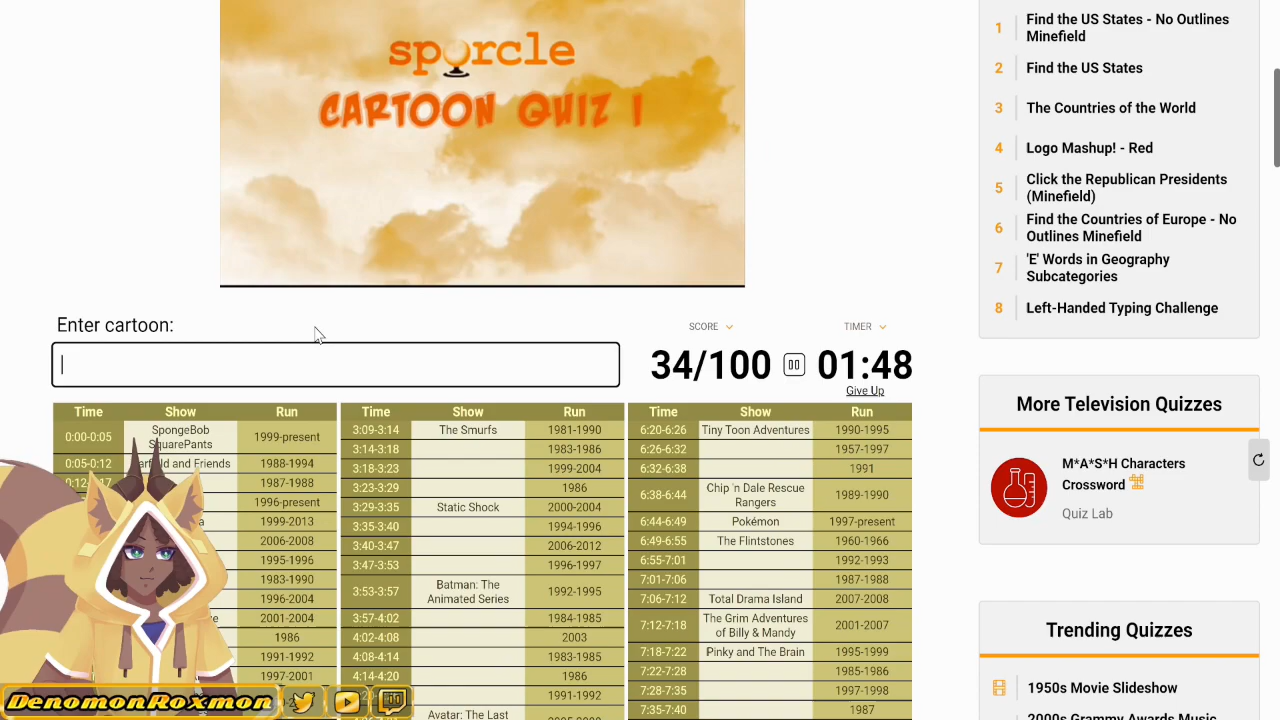 sporcle
CARTOON QUIZ 1
Enter cartoon:
SCORE
TIMER
34/100
01:48
Give Up
Time Show Run
0:00-0:05 SpongeBob SquarePants 1999-present
0:05-0:12 arfield and Friends 1988-1994
1987-1988
1996-present
1999-2013
2006-2008
1995-1996
1983-1990
1996-2004
2001-2004
1986
1991-1992
1997-2001
Time Show Run
3:09-3:14 The Smurfs 1981-1990
3:14-3:18 1983-1986
3:18-3:23 1999-2004
3:23-3:29 1986
3:29-3:35 Static Shock 2000-2004
3:35-3:40 1994-1996
3:40-3:47 2006-2012
3:47-3:53 1996-1997
3:53-3:57 Batman: The Animated Series 1992-1995
3:57-4:02 1984-1985
4:02-4:08 2003
4:08-4:14 1983-1985
4:14-4:20 1986
1991-1992
Avatar: The Last
Time Show Run
6:20-6:26 Tiny Toon Adventures 1990-1995
6:26-6:32 1957-1997
6:32-6:38 1991
6:38-6:44 Chip 'n Dale Rescue Rangers 1989-1990
6:44-6:49 Pokémon 1997-present
6:49-6:55 The Flintstones 1960-1966
6:55-7:01 1992-1993
7:01-7:06 1987-1988
7:06-7:12 Total Drama Island 2007-2008
7:12-7:18 The Grim Adventures of Billy & Mandy 2001-2007
7:18-7:22 Pinky and The Brain 1995-1999
7:22-7:28 1985-1986
7:28-7:35 1997-1998
7:35-7:40 1987
DenomonRoxmon
1 Find the US States - No Outlines Minefield
2 Find the US States
3 The Countries of the World
4 Logo Mashup! - Red
5 Click the Republican Presidents (Minefield)
6 Find the Countries of Europe - No Outlines Minefield
7 'E' Words in Geography Subcategories
8 Left-Handed Typing Challenge
More Television Quizzes
M*A*S*H Characters Crossword
Quiz Lab
Trending Quizzes
1950s Movie Slideshow
2000s Grammy Awards Music